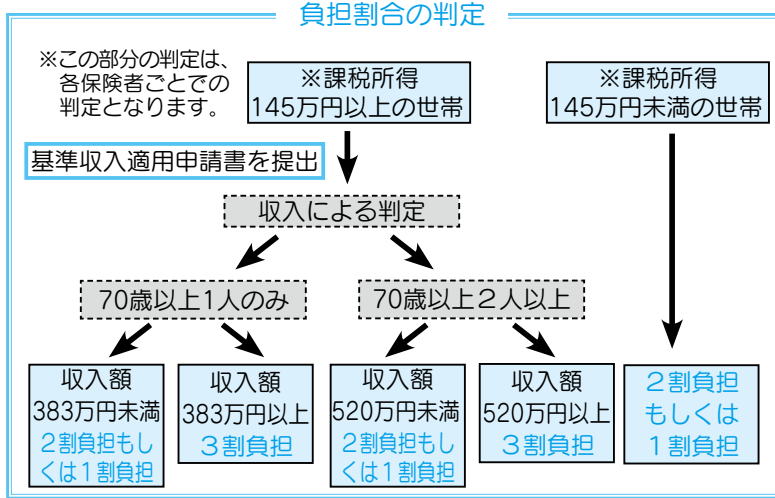 負担割合の判定
※この部分の判定は、
各保険者ごとでの
判定となります。
※課税所得
145万円以上の世帯
※課税所得
145万円未満の世帯
基準収入適用申請書を提出
収入による判定
70歳以上1人のみ
70歳以上２人以上
収入額
383万円未満
２割負担もし
くは１割負担
収入額
383万円以上
３割負担
収入額
520万円未満
２割負担もし
くは１割負担
収入額
520万円以上
３割負担
２割負担
もしくは
１割負担